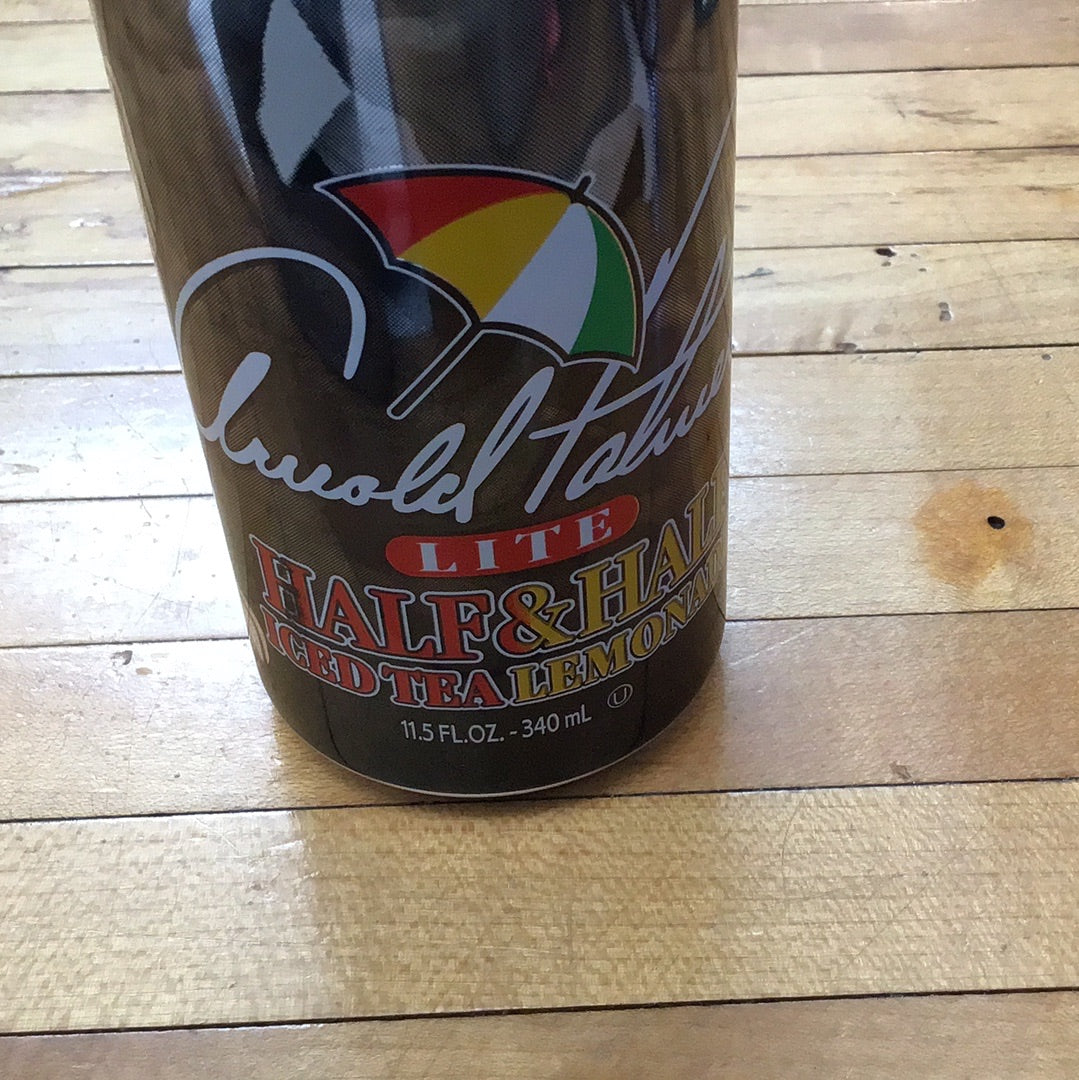 Arnold Palmer
LITE
HALF & HALF
ICED TEA LEMONADE
11.5 FL.OZ. - 340 mL
U